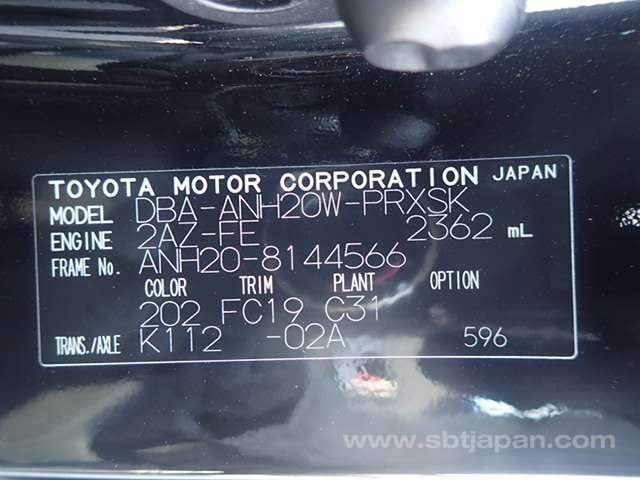 TOYOTA MOTOR CORPORATION JAPAN
MODEL DBA-ANH20W-PRXSK
ENGINE 2AZ-FE 2362 mL
FRAME No. ANH20-8144566
COLOR TRIM PLANT OPTION
202 FC19 C31
TRANS./AXLE K112 -02A 596
www.sbtjapan.com